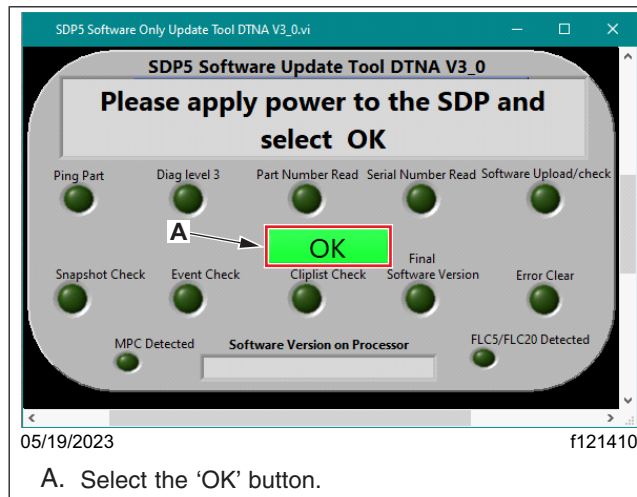 SDP5 Software Only Update Tool DTNA V3_0.vi
SDP5 Software Update Tool DTNA V3_0
Please apply power to the SDP and
select OK
Ping Part
Diag level 3
Part Number Read
Serial Number Read
Software Upload/check
A
OK
Snapshot Check
Event Check
Cliplist Check
Final
Software Version
Error Clear
MPC Detected
Software Version on Processor
FLC5/FLC20 Detected
05/19/2023
f121410
A. Select the ‘OK’ button.